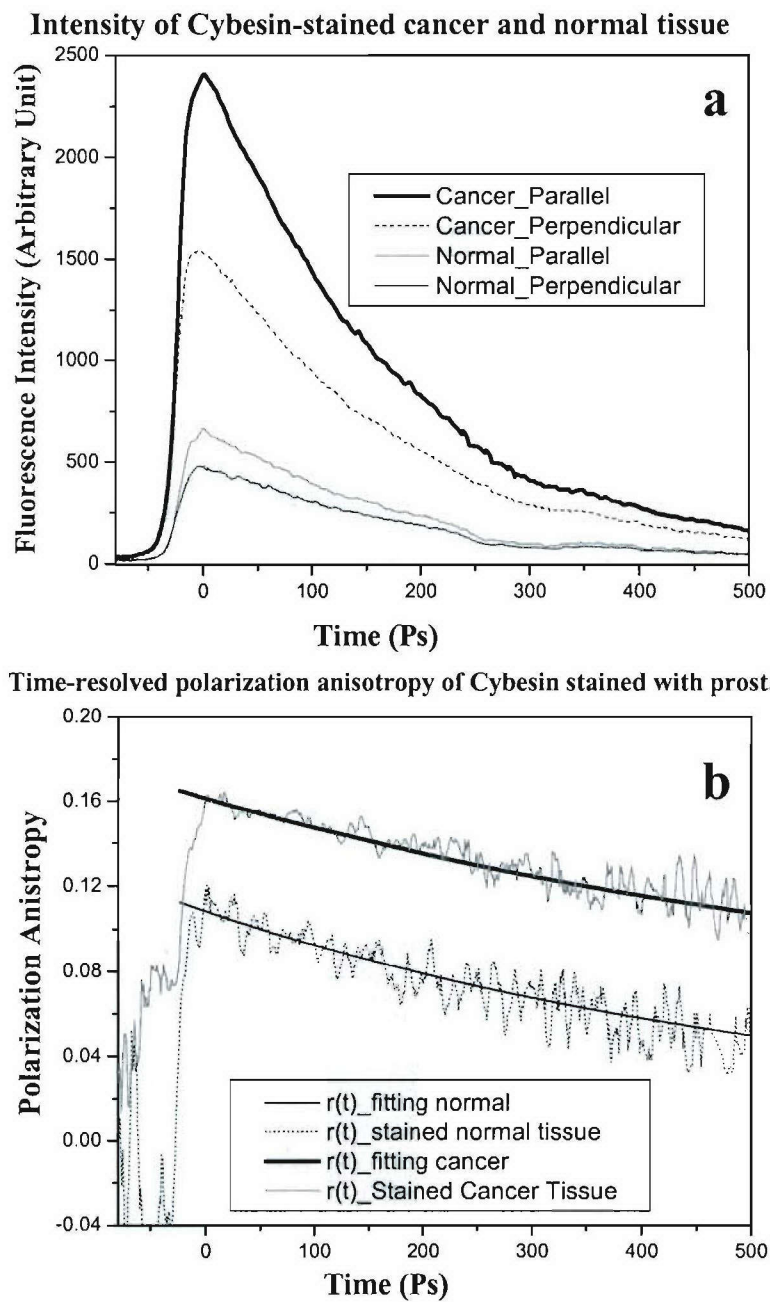 Intensity of Cybesin-stained cancer and normal tissue
a
Fluorescence Intensity (Arbitrary Unit)
2500
2000
1500
1000
500
0
Cancer_Parallel
Cancer_Perpendicular
Normal_Parallel
Normal_Perpendicular
0 100 200 300 400 500
Time (Ps)
Time-resolved polarization anisotropy of Cybesin stained with prost
b
Polarization Anistropy
0.20
0.16
0.12
0.08
0.04
0.00
-0.04
r(t)_fitting normal
r(t)_stained normal tissue
r(t)_fitting cancer
r(t)_Stained Cancer Tissue
0 100 200 300 400 500
Time (Ps)